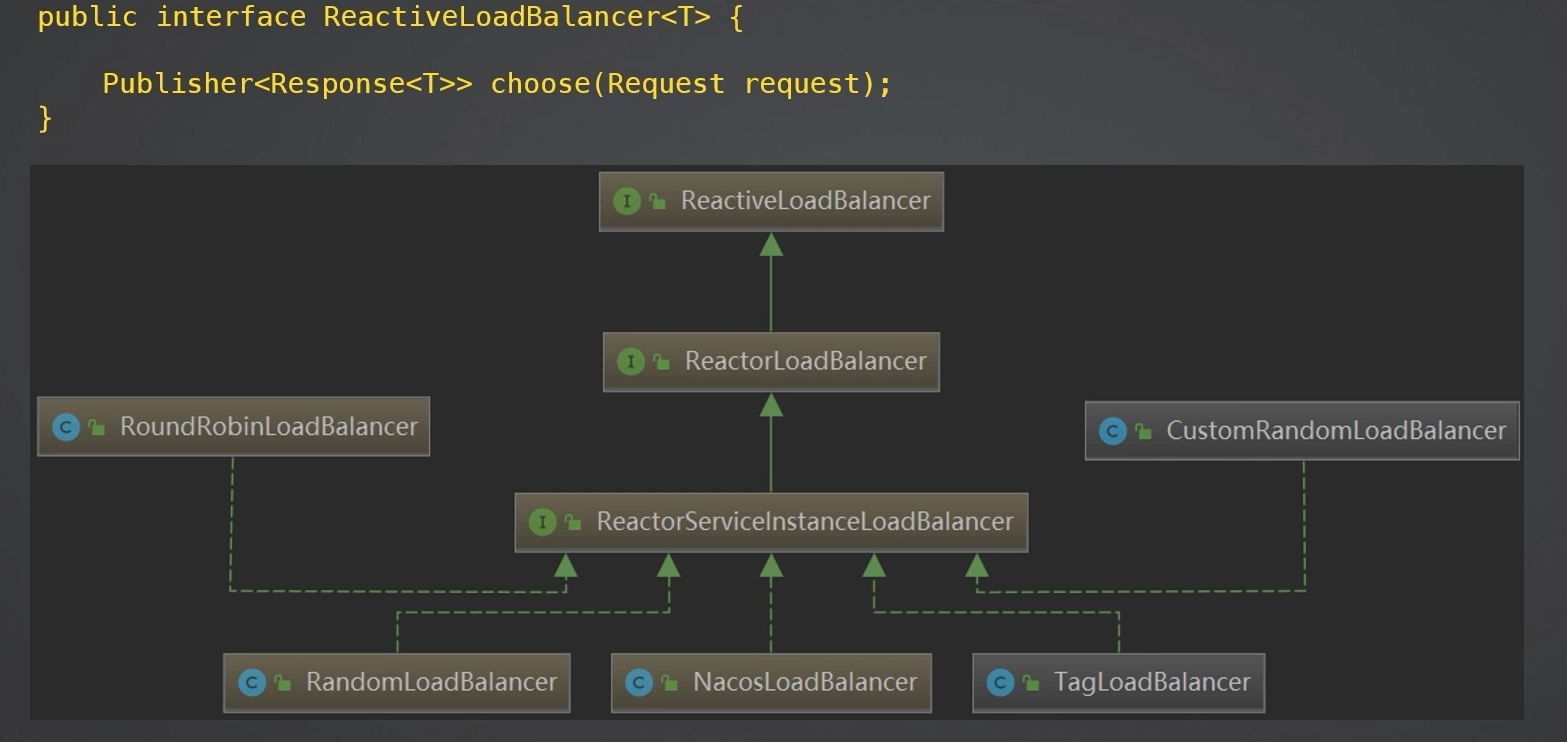 public interface ReactiveLoadBalancer<T> {
Publisher<Response<T>> choose(Request request);
}
I ReactiveLoadBalancer
I ReactorLoadBalancer
C RoundRobinLoadBalancer
C CustomRandomLoadBalancer
I ReactorServiceInstanceLoadBalancer
C RandomLoadBalancer
C NacosLoadBalancer
C TagLoadBalancer